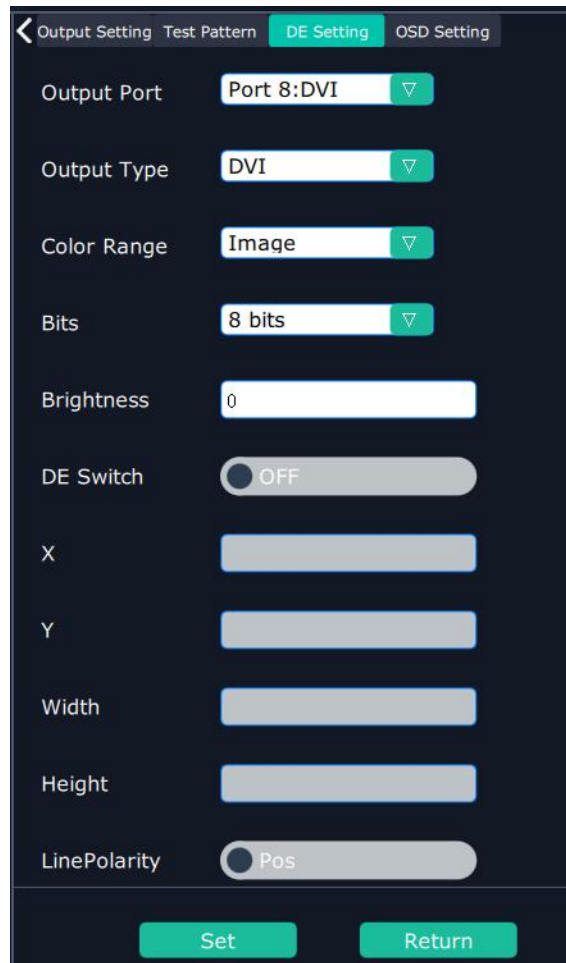 Output Setting Test Pattern DE Setting OSD Setting
Output Port Port 8:DVI
Output Type DVI
Color Range Image
Bits 8 bits
Brightness 0
DE Switch OFF
X
Y
Width
Height
LinePolarity Pos
Set Return